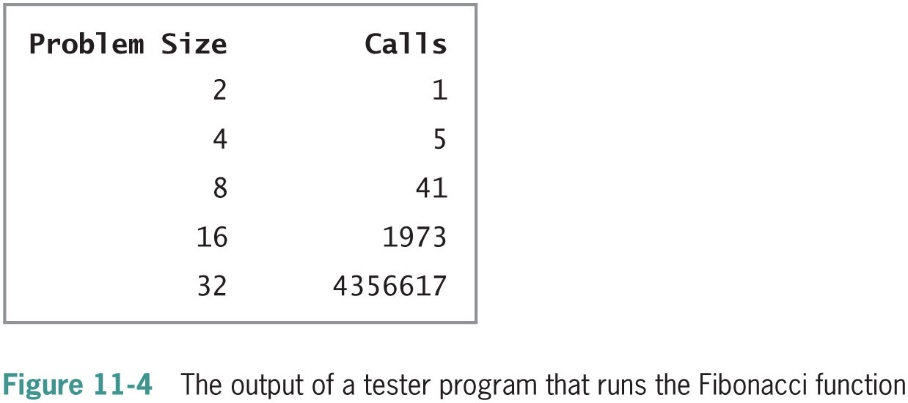 Problem Size Calls
2 1
4 5
8 41
16 1973
32 4356617
Figure 11-4 The output of a tester program that runs the Fibonacci function